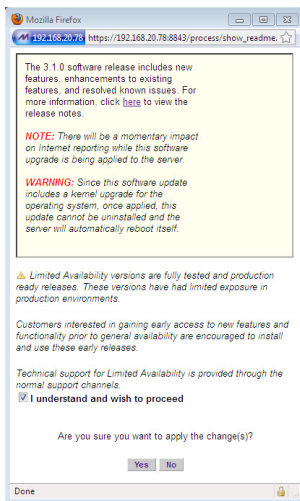 Mozilla Firefox
192.168.20.78 https://192.168.20.78:8843/process/show_readme.
The 3.1.0 software release includes new
features, enhancements to existing
features, and resolved known issues. For
more information, click here to view the
release notes.
NOTE: There will be a momentary impact
on Internet reporting while this software
upgrade is being applied to the server.
WARNING: Since this software update
includes a kernel upgrade for the
operating system, once applied, this
update cannot be uninstalled and the
server will automatically reboot itself.
Limited Availability versions are fully tested and production
ready releases. These versions have had limited exposure in
production environments.
Customers interested in gaining early access to new features and
functionality prior to general availability are encouraged to install
and use these early releases.
Technical support for Limited Availability is provided through the
normal support channels.
I understand and wish to proceed
Are you sure you want to apply the change(s)?
Yes No
Done